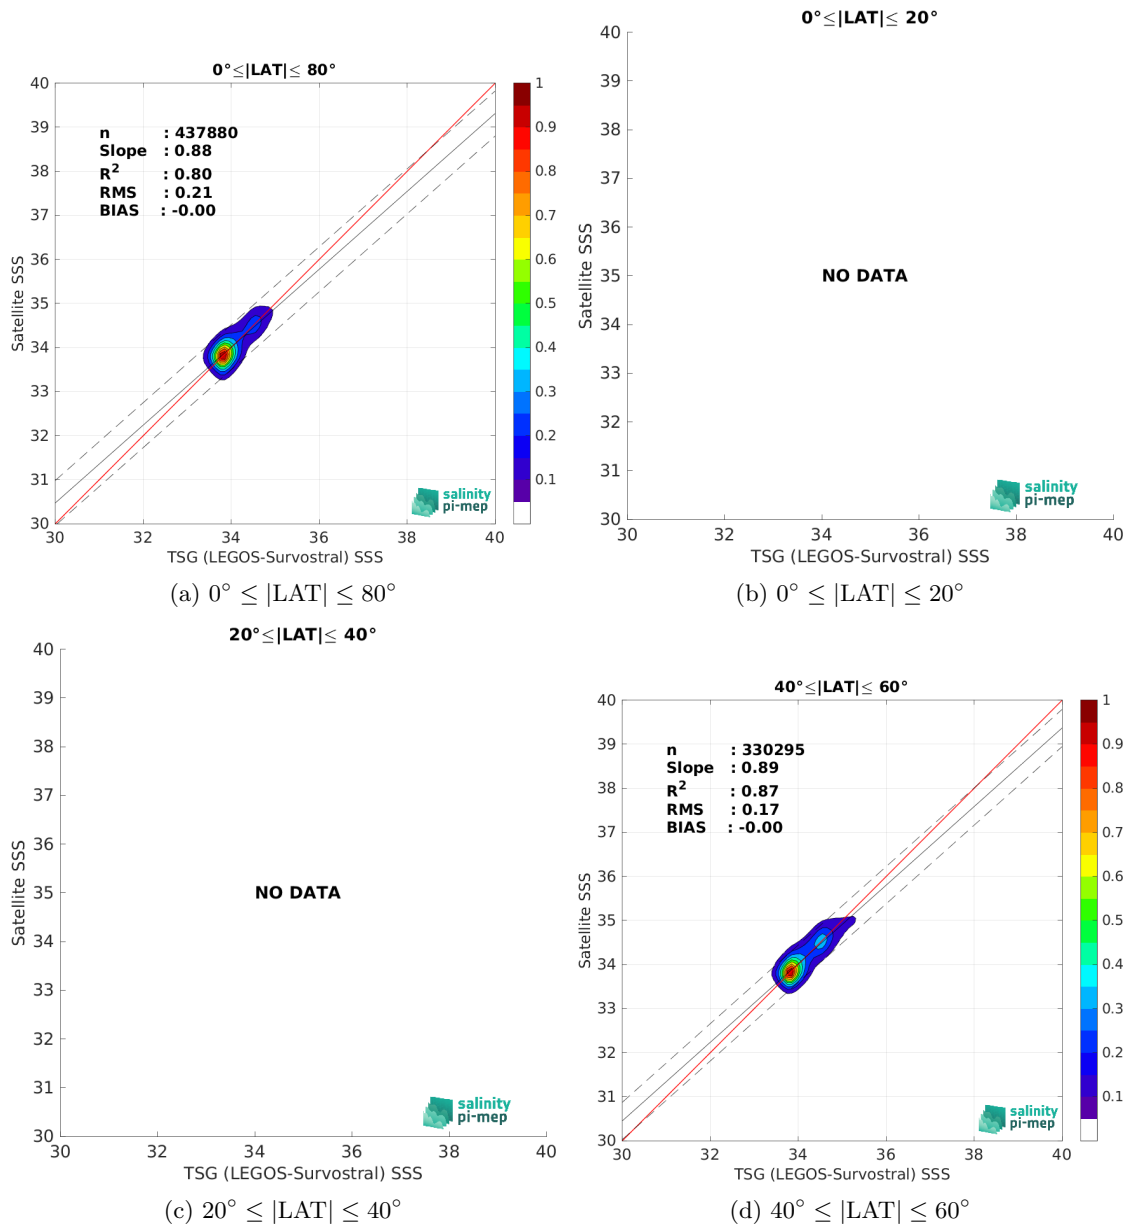 0°≤|LAT|≤ 80°
40
39
38
37
36
35
34
33
32
31
30
Satellite SSS
n : 437880
Slope : 0.88
R² : 0.80
RMS : 0.21
BIAS : -0.00
salinity
pi-mep
30 32 34 36 38 40
TSG (LEGOS-Survostral) SSS
1
0.9
0.8
0.7
0.6
0.5
0.4
0.3
0.2
0.1
(a) 0° ≤ |LAT| ≤ 80°
0°≤|LAT|≤ 20°
40
39
38
37
36
35
34
33
32
31
30
Satellite SSS
NO DATA
salinity
pi-mep
30 32 34 36 38 40
TSG (LEGOS-Survostral) SSS
(b) 0° ≤ |LAT| ≤ 20°
20°≤|LAT|≤ 40°
40
39
38
37
36
35
34
33
32
31
30
Satellite SSS
NO DATA
salinity
pi-mep
30 32 34 36 38 40
TSG (LEGOS-Survostral) SSS
(c) 20° ≤ |LAT| ≤ 40°
40°≤|LAT|≤ 60°
40
39
38
37
36
35
34
33
32
31
30
Satellite SSS
n : 330295
Slope : 0.89
R² : 0.87
RMS : 0.17
BIAS : -0.00
salinity
pi-mep
30 32 34 36 38 40
TSG (LEGOS-Survostral) SSS
1
0.9
0.8
0.7
0.6
0.5
0.4
0.3
0.2
0.1
(d) 40° ≤ |LAT| ≤ 60°